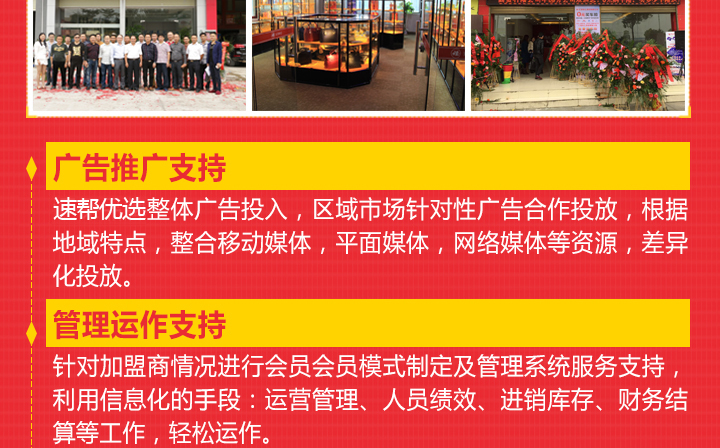 广告推广支持
速帮优选整体广告投入，区域市场针对性广告合作投放，根据
地域特点，整合移动媒体，平面媒体，网络媒体等资源，差异
化投放。
管理运作支持
针对加盟商情况进行会员会员模式制定及管理系统服务支持，
利用信息化的手段：运营管理、人员绩效、进销库存、财务结
算等工作，轻松运作。